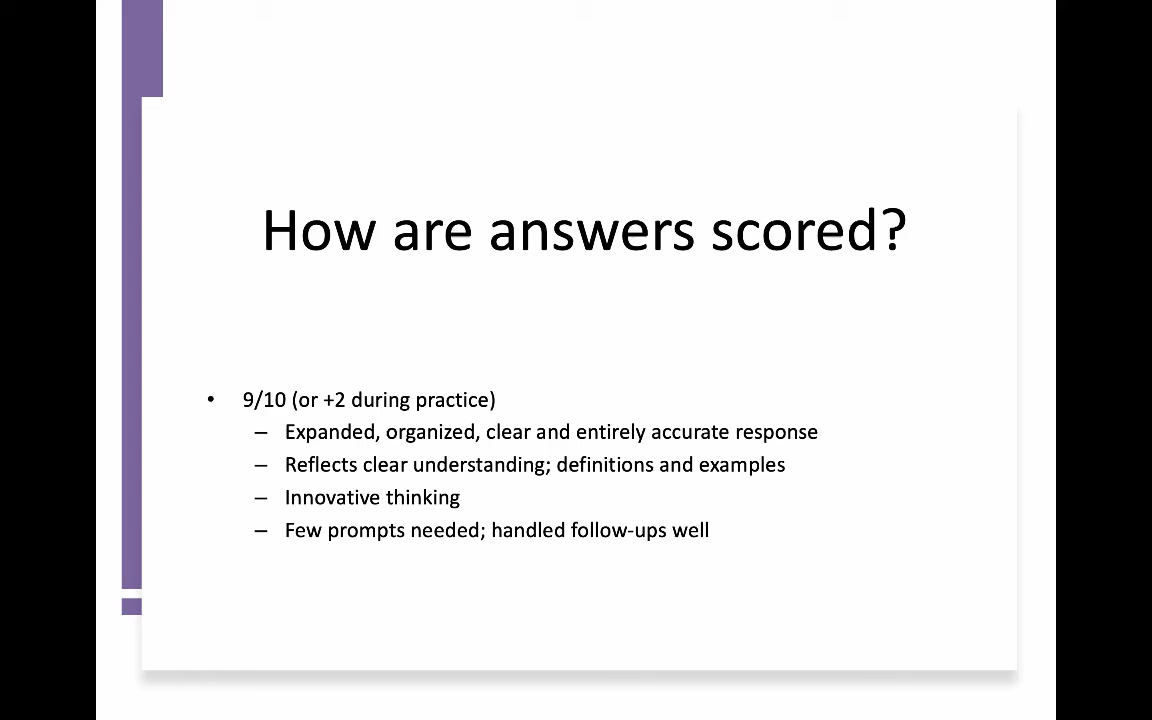 How are answers scored?
• 9/10 (or +2 during practice)
– Expanded, organized, clear and entirely accurate response
– Reflects clear understanding; definitions and examples
– Innovative thinking
– Few prompts needed; handled follow-ups well